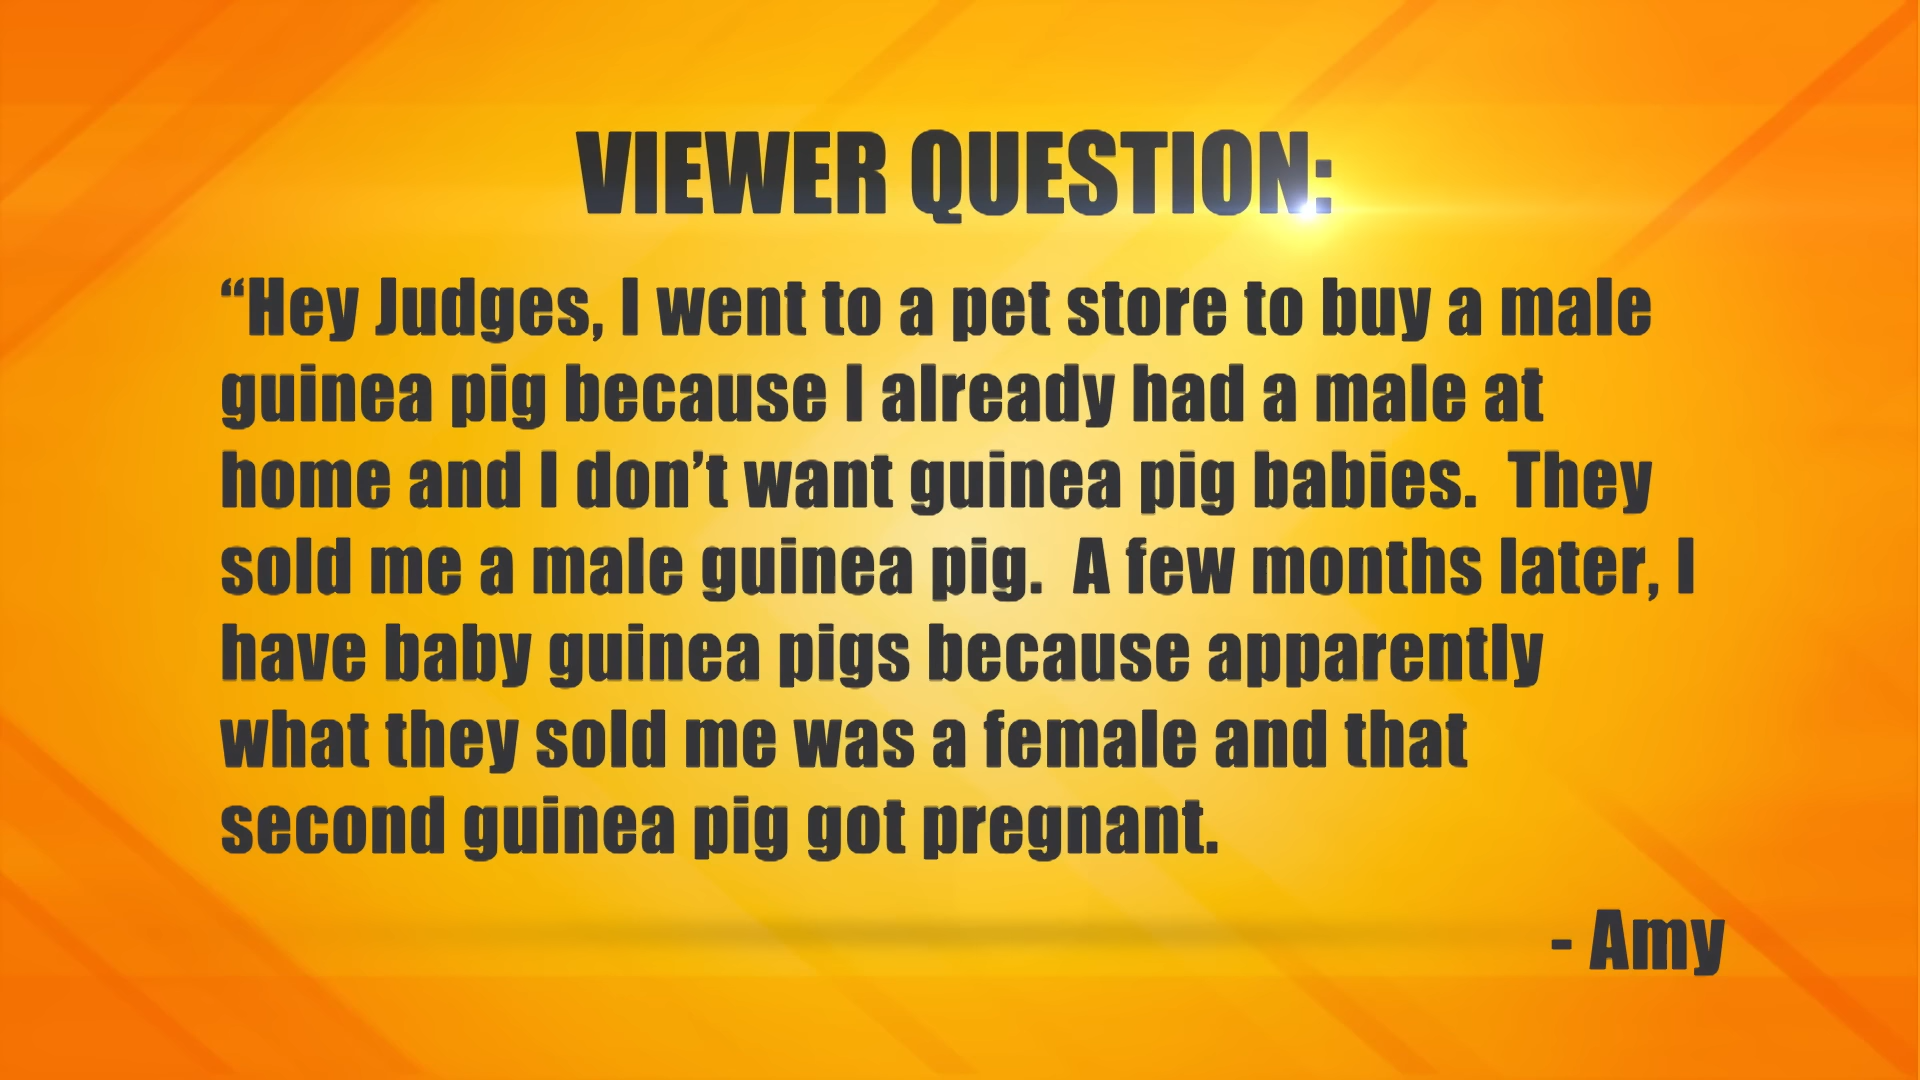 VIEWER QUESTION:
“Hey Judges, I went to a pet store to buy a male
guinea pig because I already had a male at
home and I don’t want guinea pig babies.  They
sold me a male guinea pig.  A few months later, I
have baby guinea pigs because apparently
what they sold me was a female and that
second guinea pig got pregnant.
- Amy